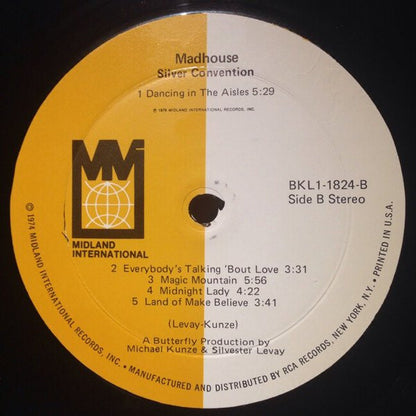 Madhouse
Silver Convention
1 Dancing in The Aisles 5:29
℗ 1976 MIDLAND INTERNATIONAL RECORDS, INC.
MMI
MIDLAND
INTERNATIONAL
BKL1-1824-B
Side B Stereo
2 Everybody's Talking 'Bout Love 3:31
3 Magic Mountain 5:56
4 Midnight Lady 4:22
5 Land of Make Believe 3:41
(Levay-Kunze)
A Butterfly Production by
Michael Kunze & Silvester Levay
© 1974 MIDLAND INTERNATIONAL RECORDS, INC. • MANUFACTURED AND DISTRIBUTED BY RCA RECORDS, NEW YORK, N.Y. • PRINTED IN U.S.A.